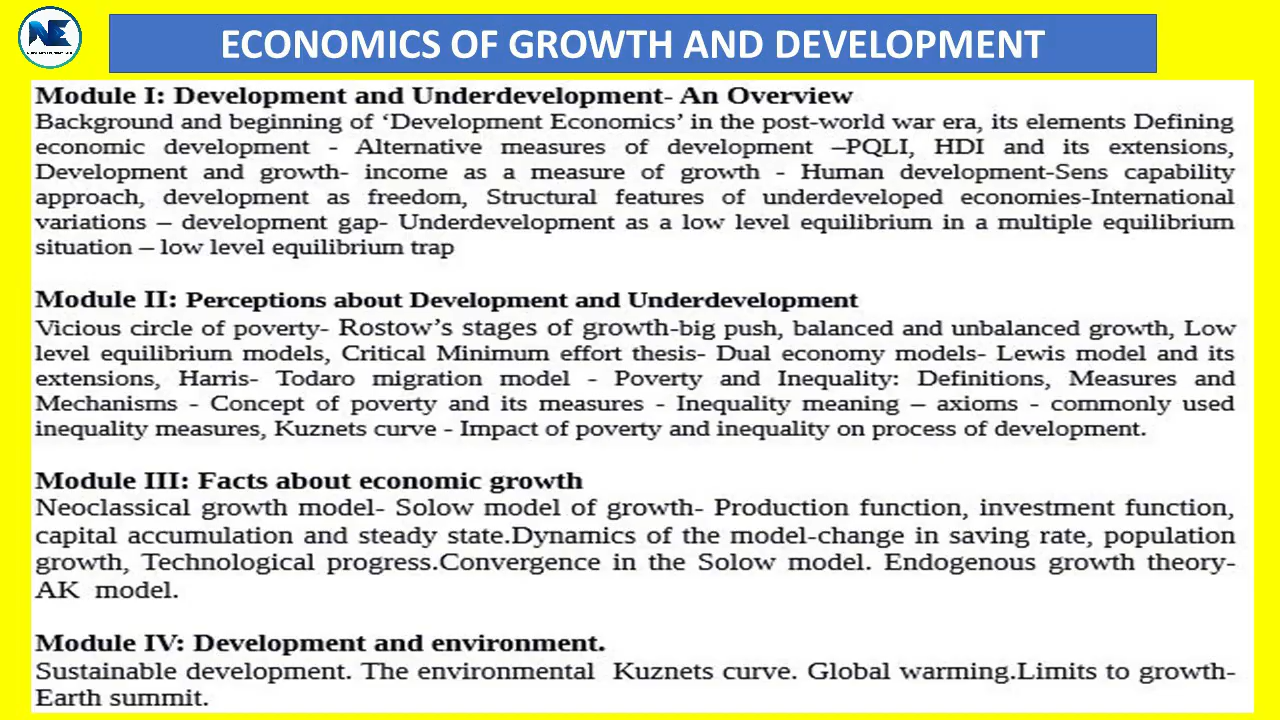 NE
ECONOMICS OF GROWTH AND DEVELOPMENT
Module I: Development and Underdevelopment- An Overview
Background and beginning of ‘Development Economics’ in the post-world war era, its elements Defining
economic development - Alternative measures of development –PQLI, HDI and its extensions,
Development and growth- income as a measure of growth - Human development-Sens capability
approach, development as freedom, Structural features of underdeveloped economies-International
variations – development gap- Underdevelopment as a low level equilibrium in a multiple equilibrium
situation – low level equilibrium trap
Module II: Perceptions about Development and Underdevelopment
Vicious circle of poverty- Rostow’s stages of growth-big push, balanced and unbalanced growth, Low
level equilibrium models, Critical Minimum effort thesis- Dual economy models- Lewis model and its
extensions, Harris- Todaro migration model - Poverty and Inequality: Definitions, Measures and
Mechanisms - Concept of poverty and its measures - Inequality meaning – axioms - commonly used
inequality measures, Kuznets curve - Impact of poverty and inequality on process of development.
Module III: Facts about economic growth
Neoclassical growth model- Solow model of growth- Production function, investment function,
capital accumulation and steady state.Dynamics of the model-change in saving rate, population
growth, Technological progress.Convergence in the Solow model. Endogenous growth theory-
AK model.
Module IV: Development and environment.
Sustainable development. The environmental Kuznets curve. Global warming.Limits to growth-
Earth summit.